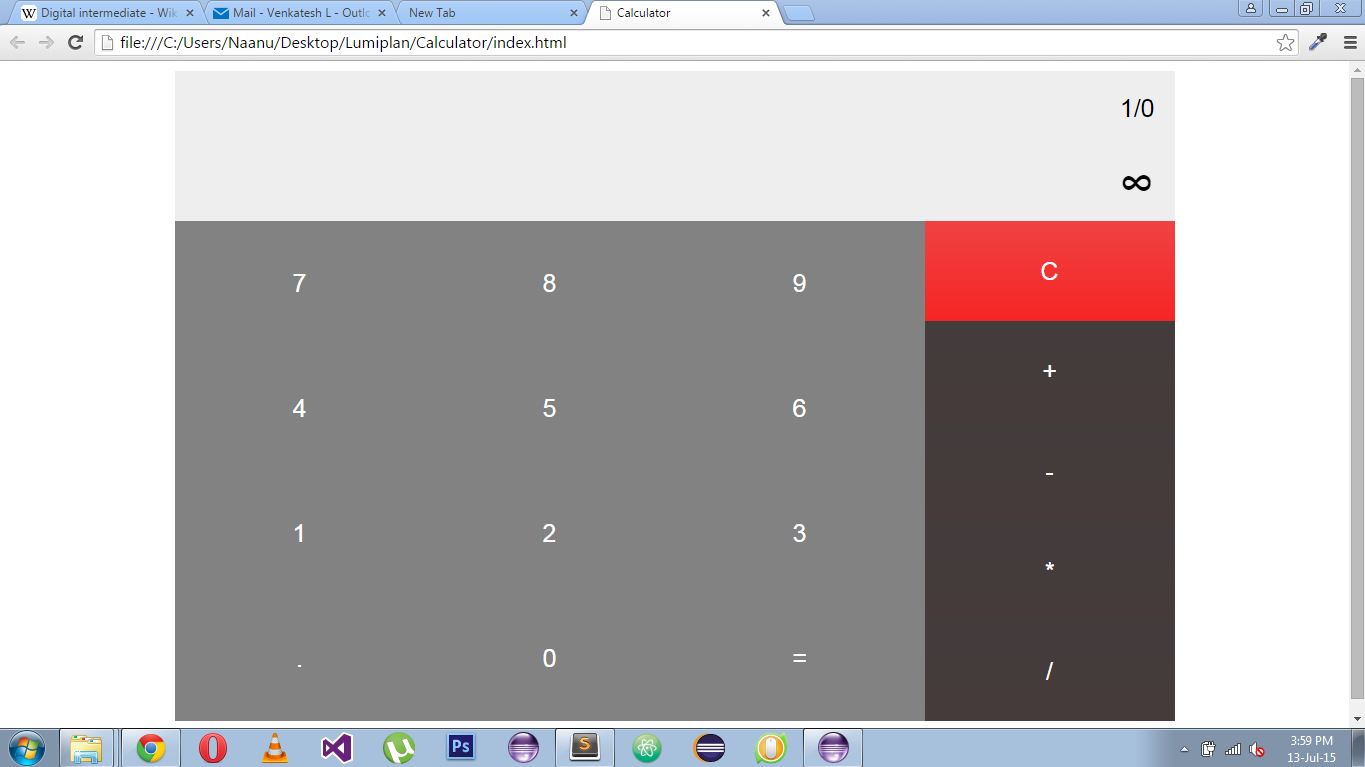 Digital intermediate - Wik
Mail - Venkatesh L - Outlo
New Tab
Calculator
file:///C:/Users/Naanu/Desktop/Lumiplan/Calculator/index.html
1/0
∞
7 8 9 C
+
4 5 6
-
1 2 3
*
. 0 = /
3:59 PM
13-Jul-15